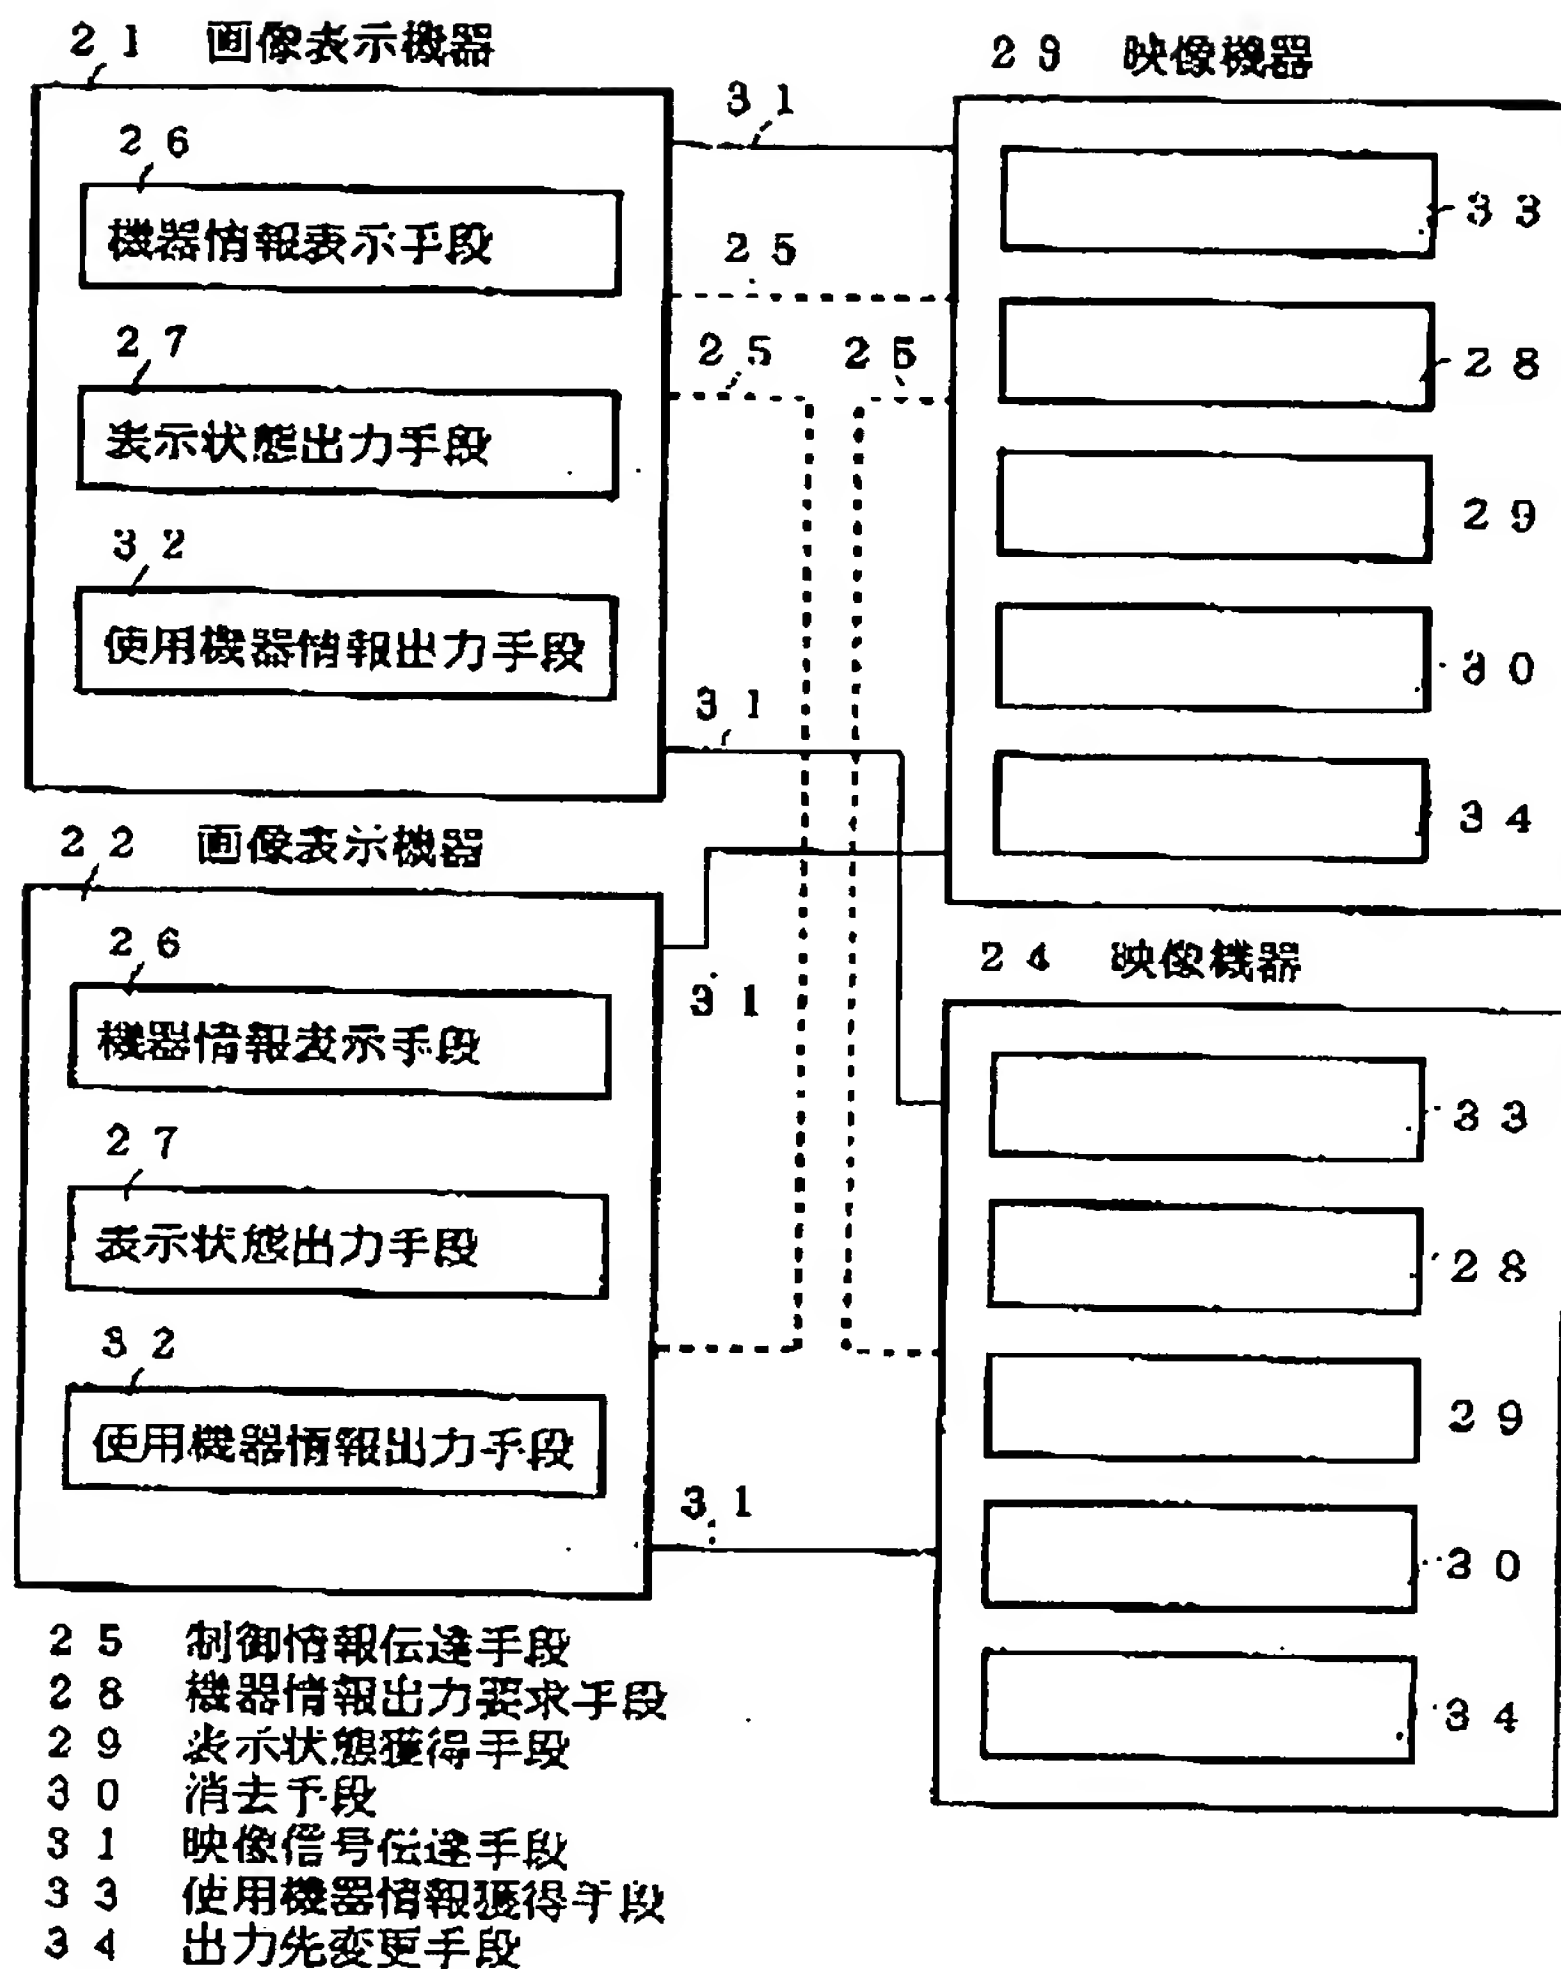 ２１　画像表示機器
２６
機器情報表示手段
２７
表示状態出力手段
３２
使用機器情報出力手段
３１
２５
２５
２５
３１
２３　映像機器
３３
２８
２９
３０
３４
２２　画像表示機器
２６
機器情報表示手段
２７
表示状態出力手段
３２
使用機器情報出力手段
３１
３１
２４　映像機器
３３
２８
２９
３０
３４
２５　制御情報伝達手段
２８　機器情報出力要求手段
２９　表示状態獲得手段
３０　消去手段
３１　映像信号伝達手段
３３　使用機器情報獲得手段
３４　出力先変更手段